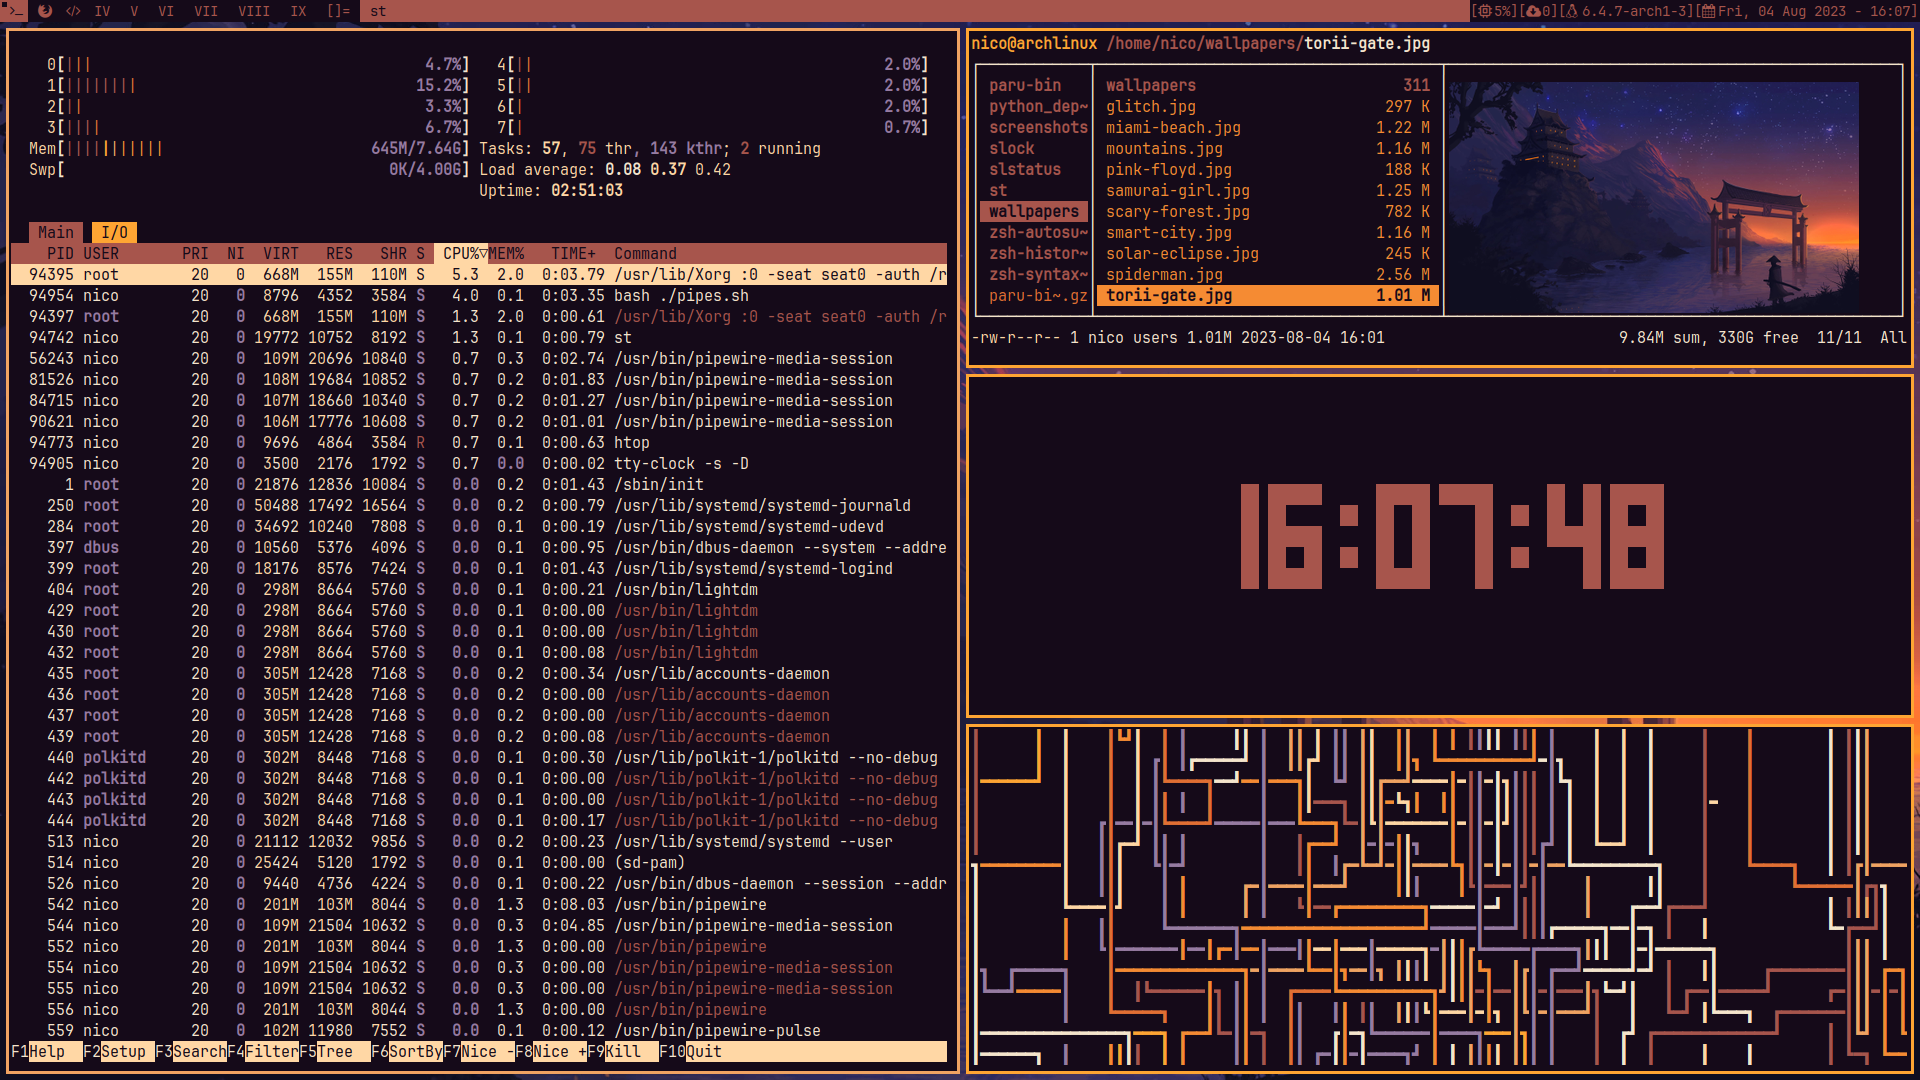 >_ </> IV V VI VII VIII IX []= st [5%][0][6.4.7-arch1-3][Fri, 04 Aug 2023 - 16:07]
0[||| 4.7%] 4[|| 2.0%]
1[|||||||| 15.2%] 5[|| 2.0%]
2[|| 3.3%] 6[| 2.0%]
3[|||| 6.7%] 7[| 0.7%]
Mem[||||||||||| 645M/7.64G] Tasks: 57, 75 thr, 143 kthr; 2 running
Swp[ 0K/4.00G] Load average: 0.08 0.37 0.42
Uptime: 02:51:03
Main I/O
PID USER PRI NI VIRT RES SHR S CPU%▽MEM% TIME+ Command
94395 root 20 0 668M 155M 110M S 5.3 2.0 0:03.79 /usr/lib/Xorg :0 -seat seat0 -auth /r
94954 nico 20 0 8796 4352 3584 S 4.0 0.1 0:03.35 bash ./pipes.sh
94397 root 20 0 668M 155M 110M S 1.3 2.0 0:00.61 /usr/lib/Xorg :0 -seat seat0 -auth /r
94742 nico 20 0 19772 10752 8192 S 1.3 0.1 0:00.79 st
56243 nico 20 0 109M 20696 10840 S 0.7 0.3 0:02.74 /usr/bin/pipewire-media-session
81526 nico 20 0 108M 19684 10852 S 0.7 0.2 0:01.83 /usr/bin/pipewire-media-session
84715 nico 20 0 107M 18660 10340 S 0.7 0.2 0:01.27 /usr/bin/pipewire-media-session
90621 nico 20 0 106M 17776 10608 S 0.7 0.2 0:01.01 /usr/bin/pipewire-media-session
94773 nico 20 0 9696 4864 3584 R 0.7 0.1 0:00.63 htop
94905 nico 20 0 3500 2176 1792 S 0.7 0.0 0:00.02 tty-clock -s -D
1 root 20 0 21876 12836 10084 S 0.0 0.2 0:01.43 /sbin/init
250 root 20 0 50488 17492 16564 S 0.0 0.2 0:00.79 /usr/lib/systemd/systemd-journald
284 root 20 0 34692 10240 7808 S 0.0 0.1 0:00.19 /usr/lib/systemd/systemd-udevd
397 dbus 20 0 10560 5376 4096 S 0.0 0.1 0:00.95 /usr/bin/dbus-daemon --system --addre
399 root 20 0 18176 8576 7424 S 0.0 0.1 0:01.43 /usr/lib/systemd/systemd-logind
404 root 20 0 298M 8664 5760 S 0.0 0.1 0:00.21 /usr/bin/lightdm
429 root 20 0 298M 8664 5760 S 0.0 0.1 0:00.00 /usr/bin/lightdm
430 root 20 0 298M 8664 5760 S 0.0 0.1 0:00.00 /usr/bin/lightdm
432 root 20 0 298M 8664 5760 S 0.0 0.1 0:00.08 /usr/bin/lightdm
435 root 20 0 305M 12428 7168 S 0.0 0.2 0:00.34 /usr/lib/accounts-daemon
436 root 20 0 305M 12428 7168 S 0.0 0.2 0:00.00 /usr/lib/accounts-daemon
437 root 20 0 305M 12428 7168 S 0.0 0.2 0:00.00 /usr/lib/accounts-daemon
439 root 20 0 305M 12428 7168 S 0.0 0.2 0:00.08 /usr/lib/accounts-daemon
440 polkitd 20 0 302M 8448 7168 S 0.0 0.1 0:00.30 /usr/lib/polkit-1/polkitd --no-debug
442 polkitd 20 0 302M 8448 7168 S 0.0 0.1 0:00.00 /usr/lib/polkit-1/polkitd --no-debug
443 polkitd 20 0 302M 8448 7168 S 0.0 0.1 0:00.00 /usr/lib/polkit-1/polkitd --no-debug
444 polkitd 20 0 302M 8448 7168 S 0.0 0.1 0:00.17 /usr/lib/polkit-1/polkitd --no-debug
513 nico 20 0 21112 12032 9856 S 0.0 0.2 0:00.23 /usr/lib/systemd/systemd --user
514 nico 20 0 25424 5120 1792 S 0.0 0.1 0:00.00 (sd-pam)
526 nico 20 0 9440 4736 4224 S 0.0 0.1 0:00.22 /usr/bin/dbus-daemon --session --addr
542 nico 20 0 201M 103M 8044 S 0.0 1.3 0:08.03 /usr/bin/pipewire
544 nico 20 0 109M 21504 10632 S 0.0 0.3 0:04.85 /usr/bin/pipewire-media-session
552 nico 20 0 201M 103M 8044 S 0.0 1.3 0:00.00 /usr/bin/pipewire
554 nico 20 0 109M 21504 10632 S 0.0 0.3 0:00.00 /usr/bin/pipewire-media-session
555 nico 20 0 109M 21504 10632 S 0.0 0.3 0:00.00 /usr/bin/pipewire-media-session
556 nico 20 0 201M 103M 8044 S 0.0 1.3 0:00.00 /usr/bin/pipewire
559 nico 20 0 102M 11980 7552 S 0.0 0.1 0:00.12 /usr/bin/pipewire-pulse
F1Help F2Setup F3SearchF4FilterF5Tree F6SortByF7Nice -F8Nice +F9Kill F10Quit
nico@archlinux /home/nico/wallpapers/torii-gate.jpg
paru-bin wallpapers 311
python_dep~ glitch.jpg 297 K
screenshots miami-beach.jpg 1.22 M
slock mountains.jpg 1.16 M
slstatus pink-floyd.jpg 188 K
st samurai-girl.jpg 1.25 M
wallpapers scary-forest.jpg 782 K
zsh-autosu~ smart-city.jpg 1.16 M
zsh-histor~ solar-eclipse.jpg 245 K
zsh-syntax~ spiderman.jpg 2.56 M
paru-bi~.gz torii-gate.jpg 1.01 M
-rw-r--r-- 1 nico users 1.01M 2023-08-04 16:01 9.84M sum, 330G free 11/11 All
16:07:48